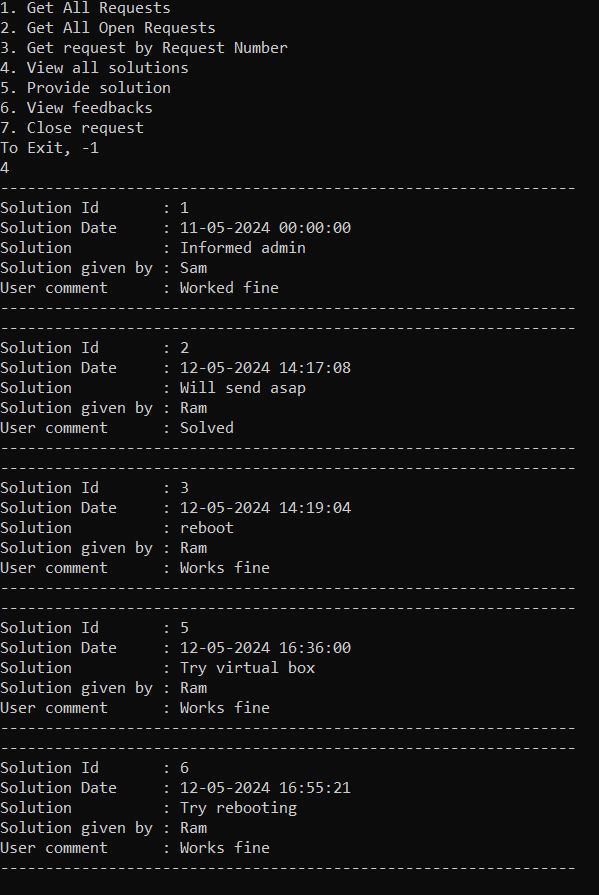 1. Get All Requests
2. Get All Open Requests
3. Get request by Request Number
4. View all solutions
5. Provide solution
6. View feedbacks
7. Close request
To Exit, -1
4
----------------------------------------------------------------
Solution Id       : 1
Solution Date     : 11-05-2024 00:00:00
Solution          : Informed admin
Solution given by : Sam
User comment      : Worked fine
----------------------------------------------------------------
----------------------------------------------------------------
Solution Id       : 2
Solution Date     : 12-05-2024 14:17:08
Solution          : Will send asap
Solution given by : Ram
User comment      : Solved
----------------------------------------------------------------
----------------------------------------------------------------
Solution Id       : 3
Solution Date     : 12-05-2024 14:19:04
Solution          : reboot
Solution given by : Ram
User comment      : Works fine
----------------------------------------------------------------
----------------------------------------------------------------
Solution Id       : 5
Solution Date     : 12-05-2024 16:36:00
Solution          : Try virtual box
Solution given by : Ram
User comment      : Works fine
----------------------------------------------------------------
----------------------------------------------------------------
Solution Id       : 6
Solution Date     : 12-05-2024 16:55:21
Solution          : Try rebooting
Solution given by : Ram
User comment      : Works fine
----------------------------------------------------------------